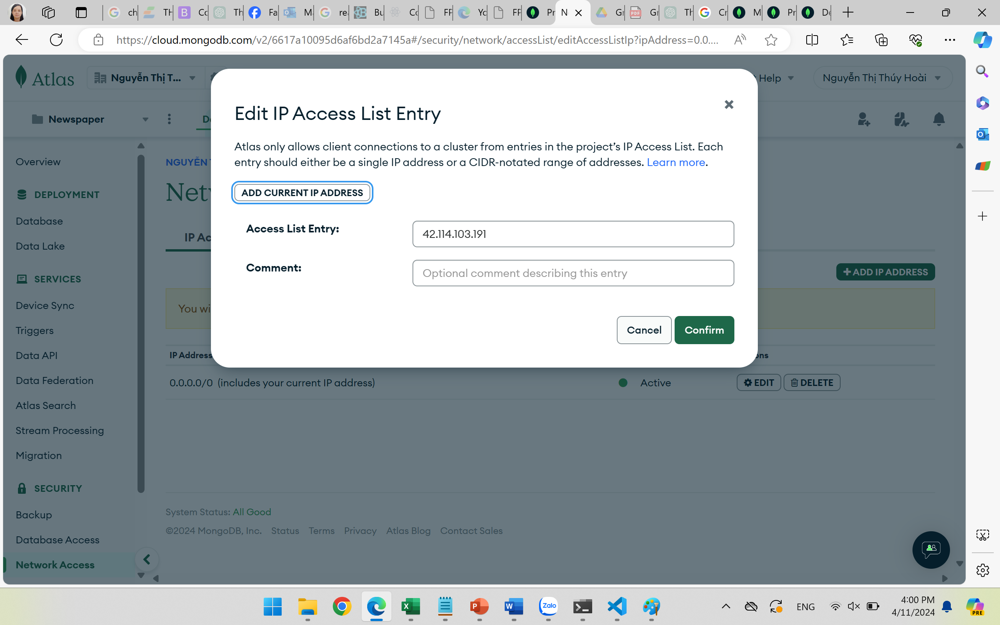 ch
TH
Co
Th
Fa
M
re
Bu
Co
FP
Yo
FP
Pr
N
Gr
Gr
Th
Cr
M
Pr
De
https://cloud.mongodb.com/v2/6617a10095d6af6bd2a7145a#/security/network/accessList/editAccessListIp?ipAddress=0.0....
Atlas
Nguyễn Thị T...
Help
Nguyễn Thị Thúy Hoài
Newspaper
Overview
DEPLOYMENT
Database
Data Lake
SERVICES
Device Sync
Triggers
Data API
Data Federation
Atlas Search
Stream Processing
Migration
SECURITY
Backup
Database Access
Network Access
NGUYỄN
Netw
IP Ac
ADD IP ADDRESS
You wi
Edit IP Access List Entry
Atlas only allows client connections to a cluster from entries in the project’s IP Access List. Each
entry should either be a single IP address or a CIDR-notated range of addresses. Learn more.
ADD CURRENT IP ADDRESS
Access List Entry:
42.114.103.191
Comment:
Optional comment describing this entry
Cancel
Confirm
IP Address
ons
0.0.0.0/0 (includes your current IP address)
Active
EDIT
DELETE
System Status: All Good
©2024 MongoDB, Inc. Status Terms Privacy Atlas Blog Contact Sales
Zalo
ENG
4:00 PM
4/11/2024
PRE